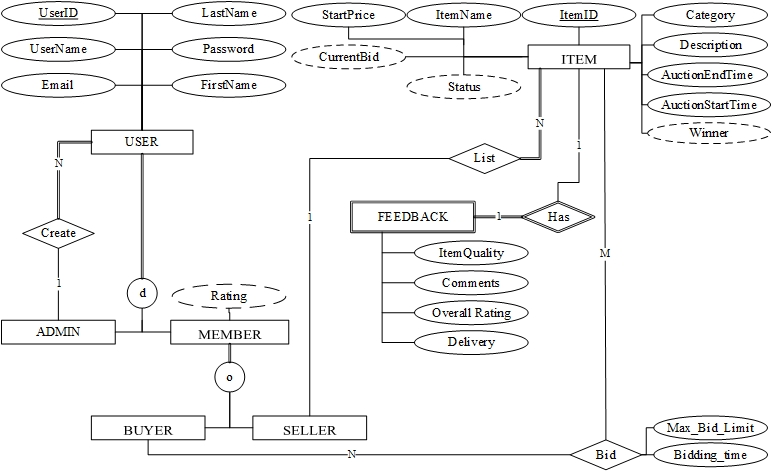 UserID
LastName
StartPrice
ItemName
ItemID
Category
UserName
Password
CurrentBid
ITEM
Description
Email
FirstName
Status
AuctionEndTime
AuctionStartTime
Winner
USER
N
N
List
1
1
FEEDBACK
1
Has
Create
M
ItemQuality
1
Comments
d
Rating
Overall Rating
ADMIN
MEMBER
Delivery
o
BUYER
SELLER
Max_Bid_Limit
N
Bid
Bidding_time